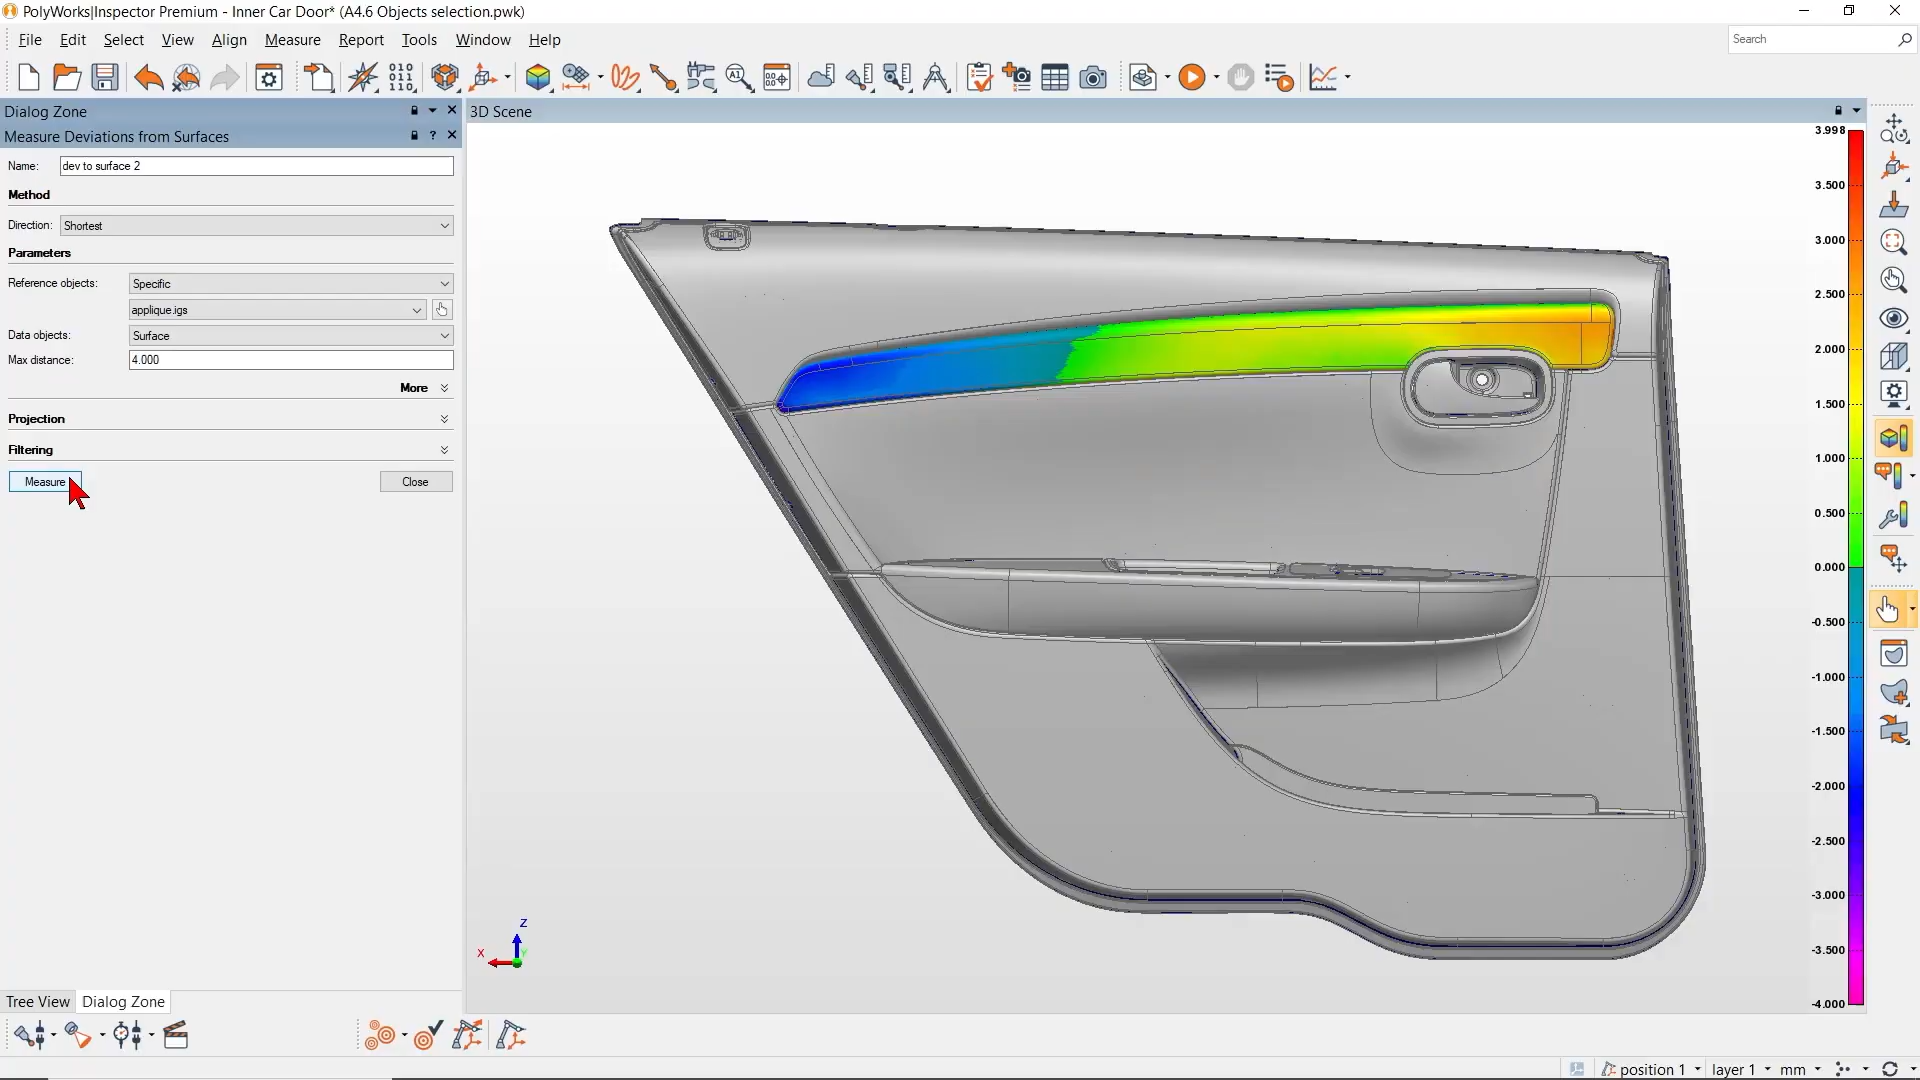 PolyWorks|Inspector Premium - Inner Car Door* (A4.6 Objects selection.pwk)
File Edit Select View Align Measure Report Tools Window Help
Search
Dialog Zone
Measure Deviations from Surfaces
Name: dev to surface 2
Method
Direction: Shortest
Parameters
Reference objects: Specific
applique.igs
Data objects: Surface
Max distance: 4.000
More
Projection
Filtering
Measure Close
Tree View Dialog Zone
3D Scene
3.998
3.500
3.000
2.500
2.000
1.500
1.000
0.500
0.000
-0.500
-1.000
-1.500
-2.000
-2.500
-3.000
-3.500
-4.000
Z
X
position 1 layer 1 mm